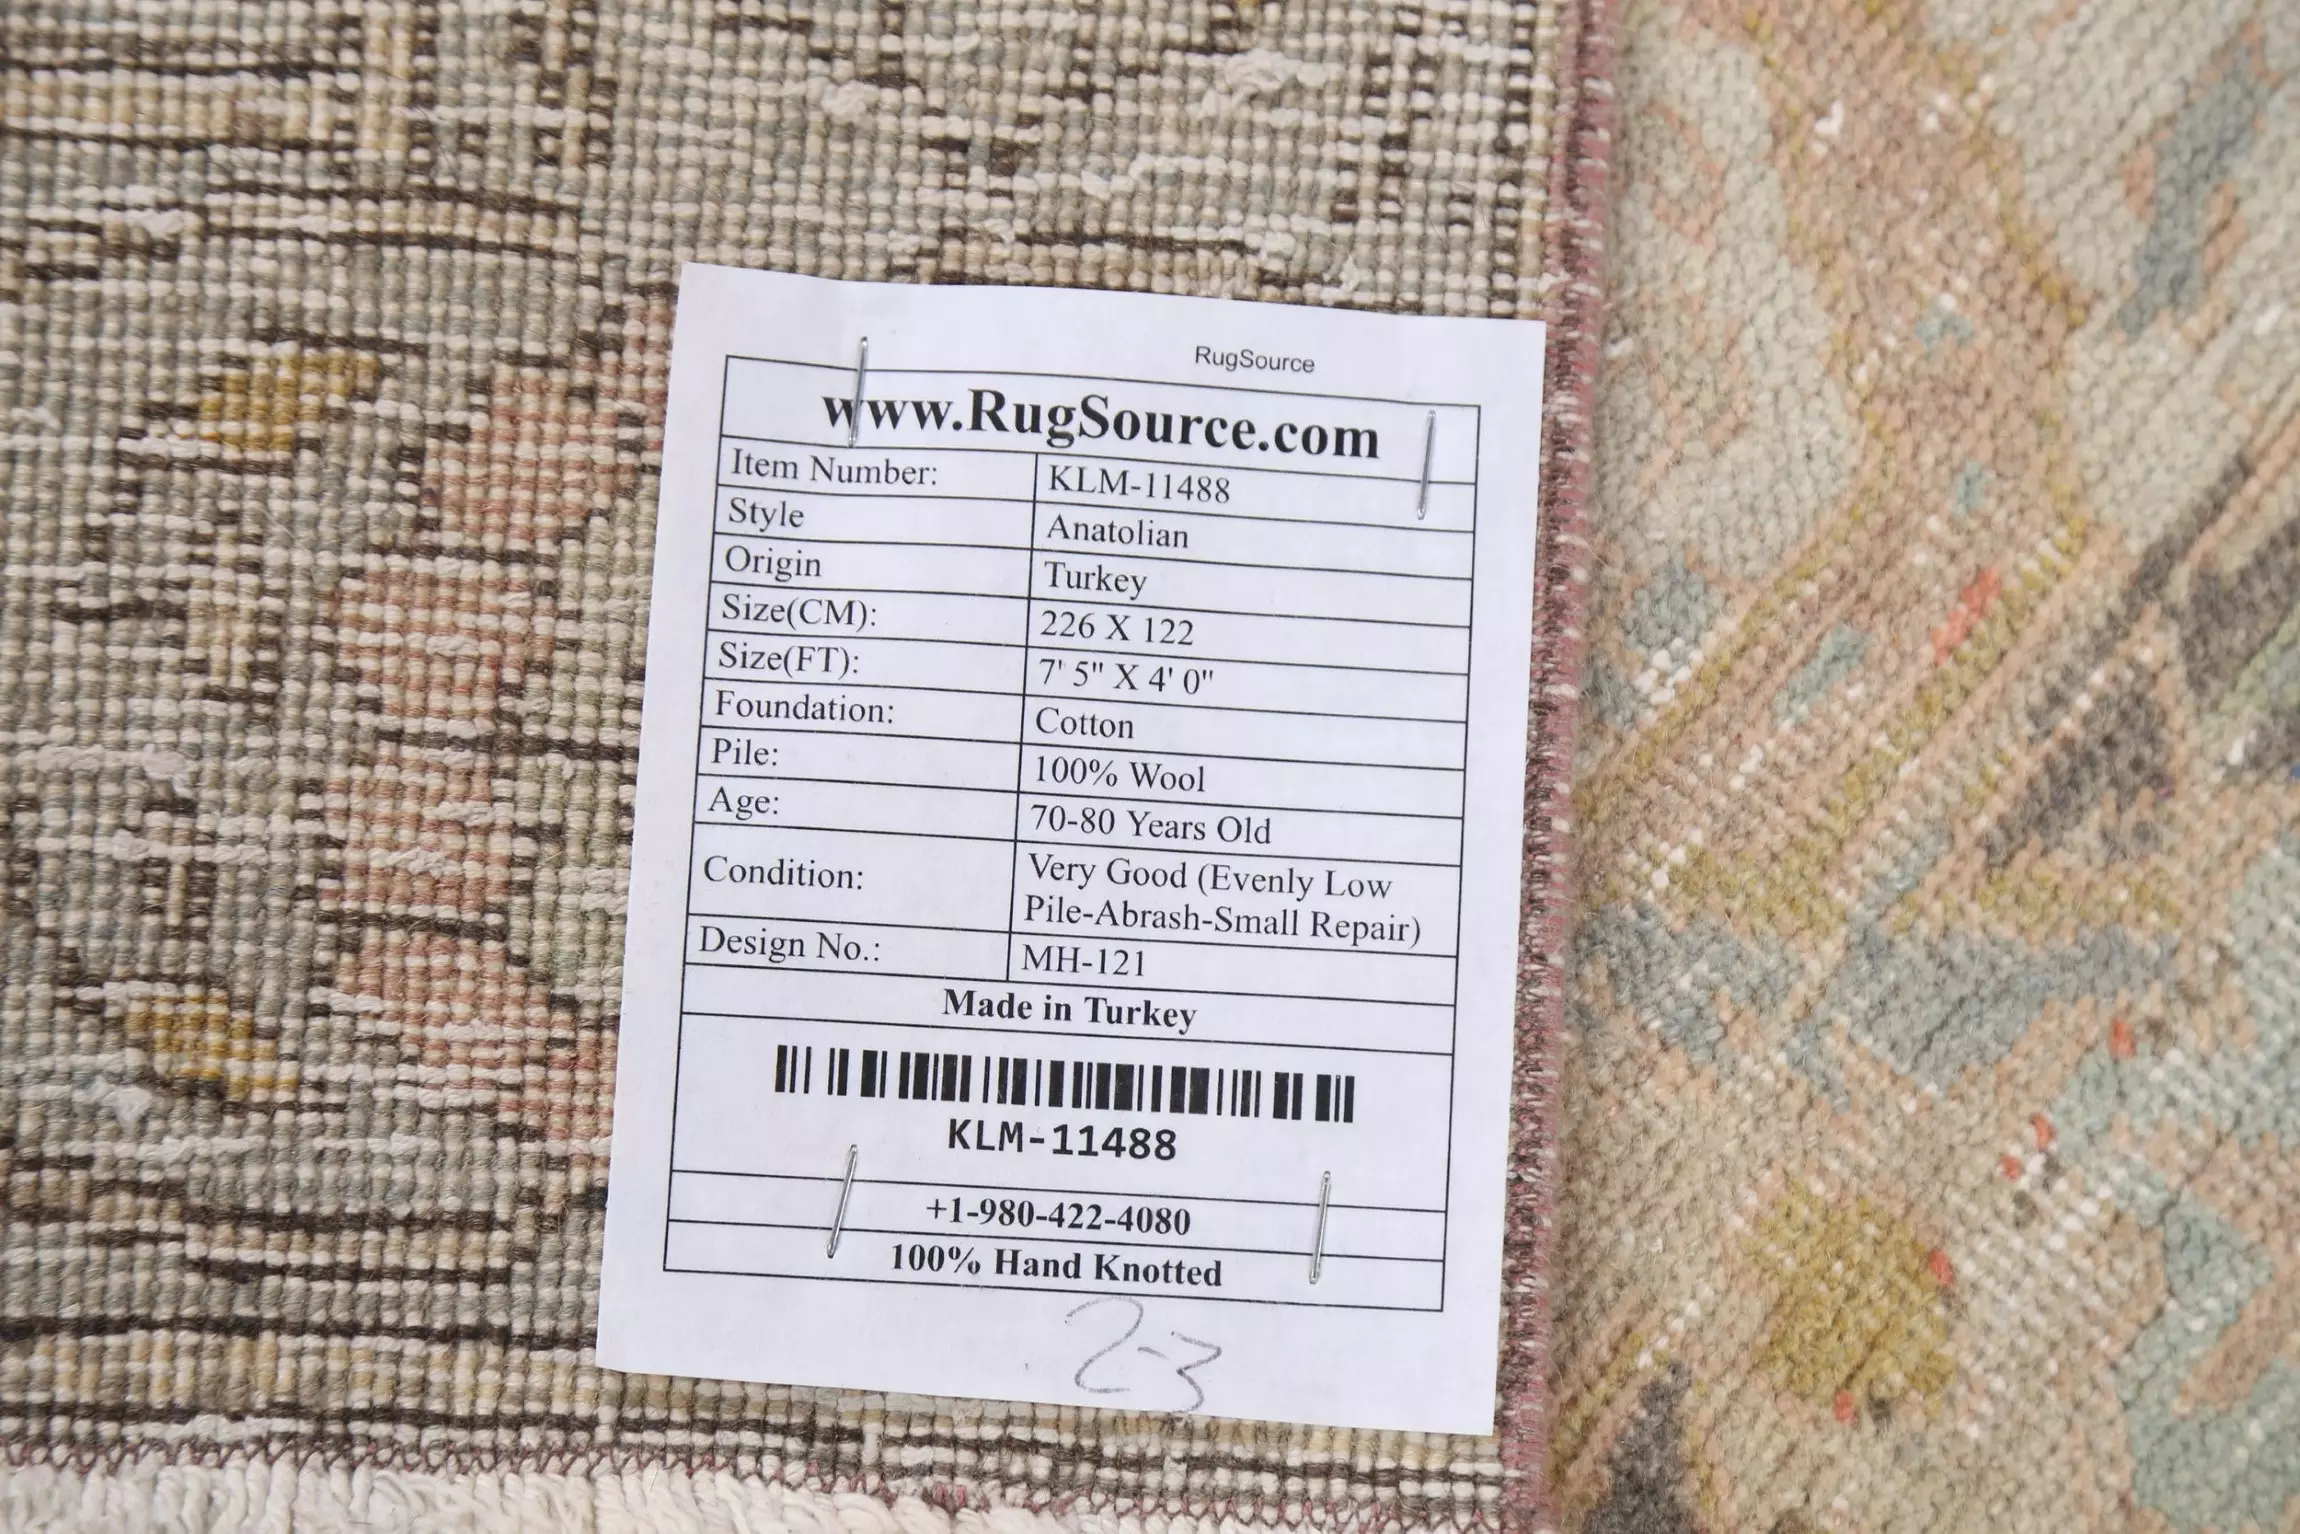 RugSource
www.RugSource.com
Item Number: KLM-11488
Style Anatolian
Origin Turkey
Size(CM): 226 X 122
Size(FT): 7' 5" X 4' 0"
Foundation: Cotton
Pile: 100% Wool
Age: 70-80 Years Old
Condition: Very Good (Evenly Low
Pile-Abrash-Small Repair)
Design No.: MH-121
Made in Turkey
KLM-11488
+1-980-422-4080
100% Hand Knotted
2-3